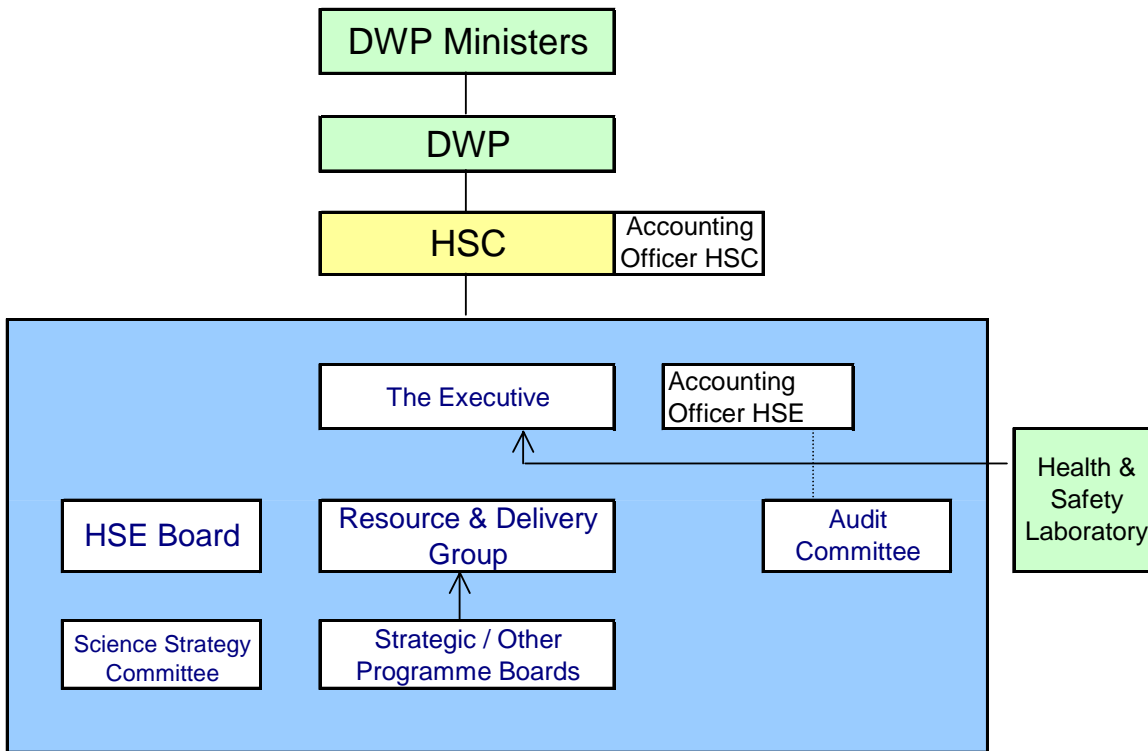 DWP Ministers
DWP
HSC
Accounting
Officer HSC
The Executive
Accounting
Officer HSE
Health &
Safety
Laboratory
HSE Board
Resource & Delivery
Group
Audit
Committee
Science Strategy
Committee
Strategic / Other
Programme Boards